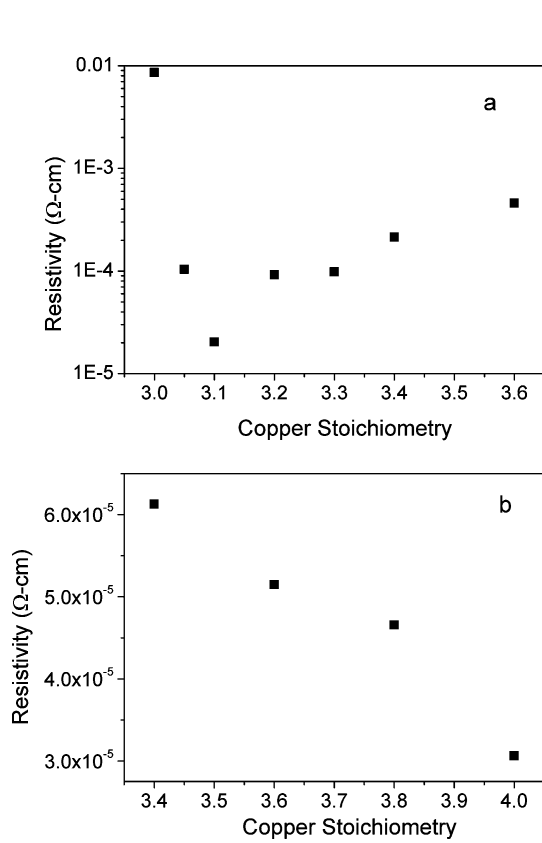 0.01
a
1E-3
1E-4
1E-5
Resistivity (Ω-cm)
3.0 3.1 3.2 3.3 3.4 3.5 3.6
Copper Stoichiometry
b
6.0x10⁻⁵
5.0x10⁻⁵
4.0x10⁻⁵
3.0x10⁻⁵
Resistivity (Ω-cm)
3.4 3.5 3.6 3.7 3.8 3.9 4.0
Copper Stoichiometry